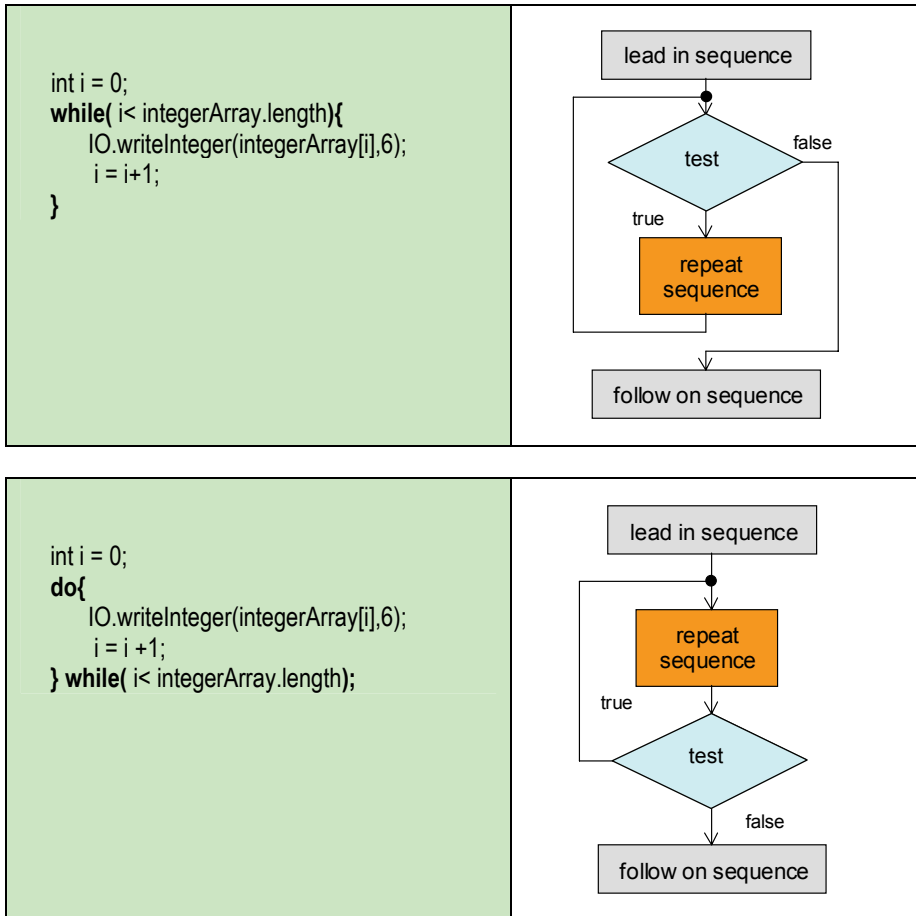 int i = 0;
while( i< integerArray.length){
IO.writeInteger(integerArray[i],6);
i = i+1;
}
lead in sequence
test
false
true
repeat
sequence
follow on sequence
int i = 0;
do{
IO.writeInteger(integerArray[i],6);
i = i +1;
} while( i< integerArray.length);
lead in sequence
repeat
sequence
true
test
false
follow on sequence